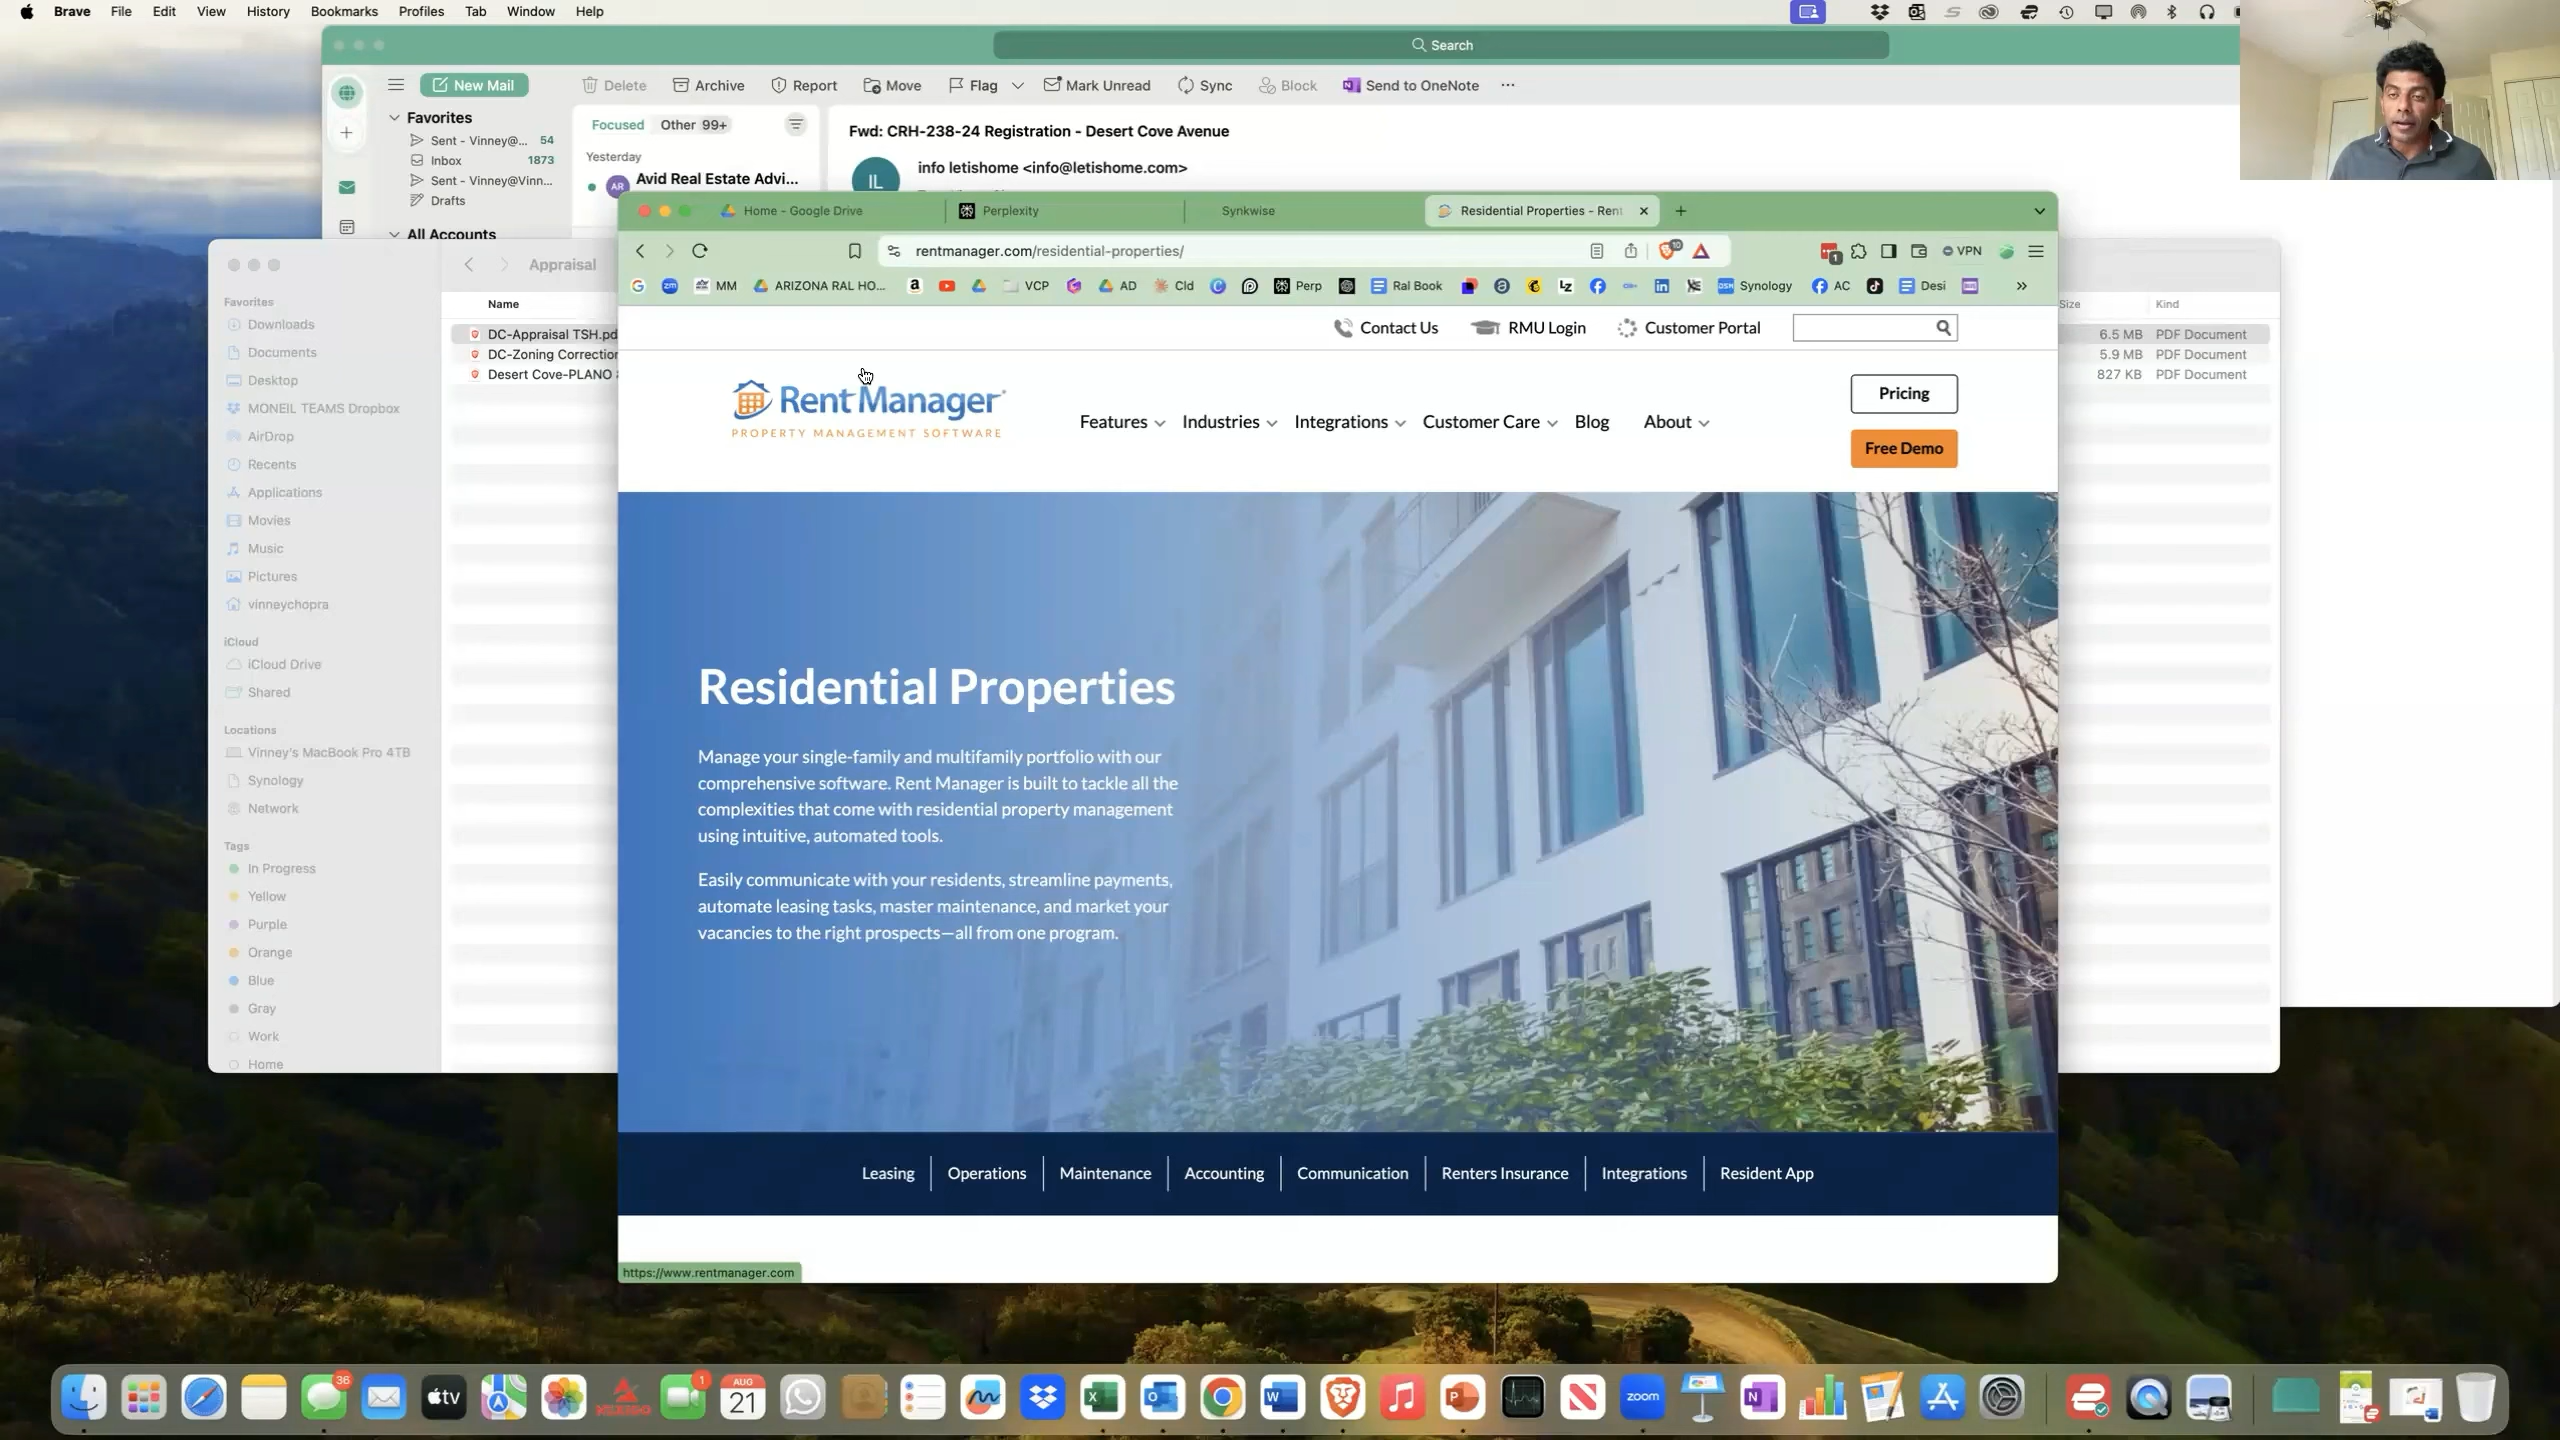 Brave File Edit View History Bookmarks Profiles Tab Window Help
Search
New Mail Delete Archive Report Move Flag Mark Unread Sync Block Send to OneNote ...
Favorites
Sent - Vinney@... 54
Inbox 1873
Sent - Vinney@Vinn...
Drafts
All Accounts
Focused Other 99+
Yesterday
AR Avid Real Estate Advi...
Fwd: CRH-238-24 Registration - Desert Cove Avenue
IL info letishome <info@letishome.com>
Appraisal
Favorites
Downloads
Documents
Desktop
MONEIL TEAMS Dropbox
AirDrop
Recents
Applications
Movies
Music
Pictures
vinneychopra
iCloud
iCloud Drive
Shared
Locations
Vinney's MacBook Pro 4TB
Synology
Network
Tags
In Progress
Yellow
Purple
Orange
Blue
Gray
Work
Home
Name
DC-Appraisal TSH.pd
DC-Zoning Correction
Desert Cove-PLANO
Size Kind
6.5 MB PDF Document
5.9 MB PDF Document
827 KB PDF Document
Home - Google Drive Perplexity Synkwise Residential Properties - Rent
rentmanager.com/residential-properties/
10 1 VPN
MM ARIZONA RAL HO... VCP AD Cld Perp Ral Book LZ Synology AC Desi
Contact Us RMU Login Customer Portal
Rent Manager
PROPERTY MANAGEMENT SOFTWARE
Features Industries Integrations Customer Care Blog About
Pricing
Free Demo
Residential Properties
Manage your single-family and multifamily portfolio with our
comprehensive software. Rent Manager is built to tackle all the
complexities that come with residential property management
using intuitive, automated tools.
Easily communicate with your residents, streamline payments,
automate leasing tasks, master maintenance, and market your
vacancies to the right prospects—all from one program.
Leasing Operations Maintenance Accounting Communication Renters Insurance Integrations Resident App
https://www.rentmanager.com
36 tv 1 AUG 21 zoom